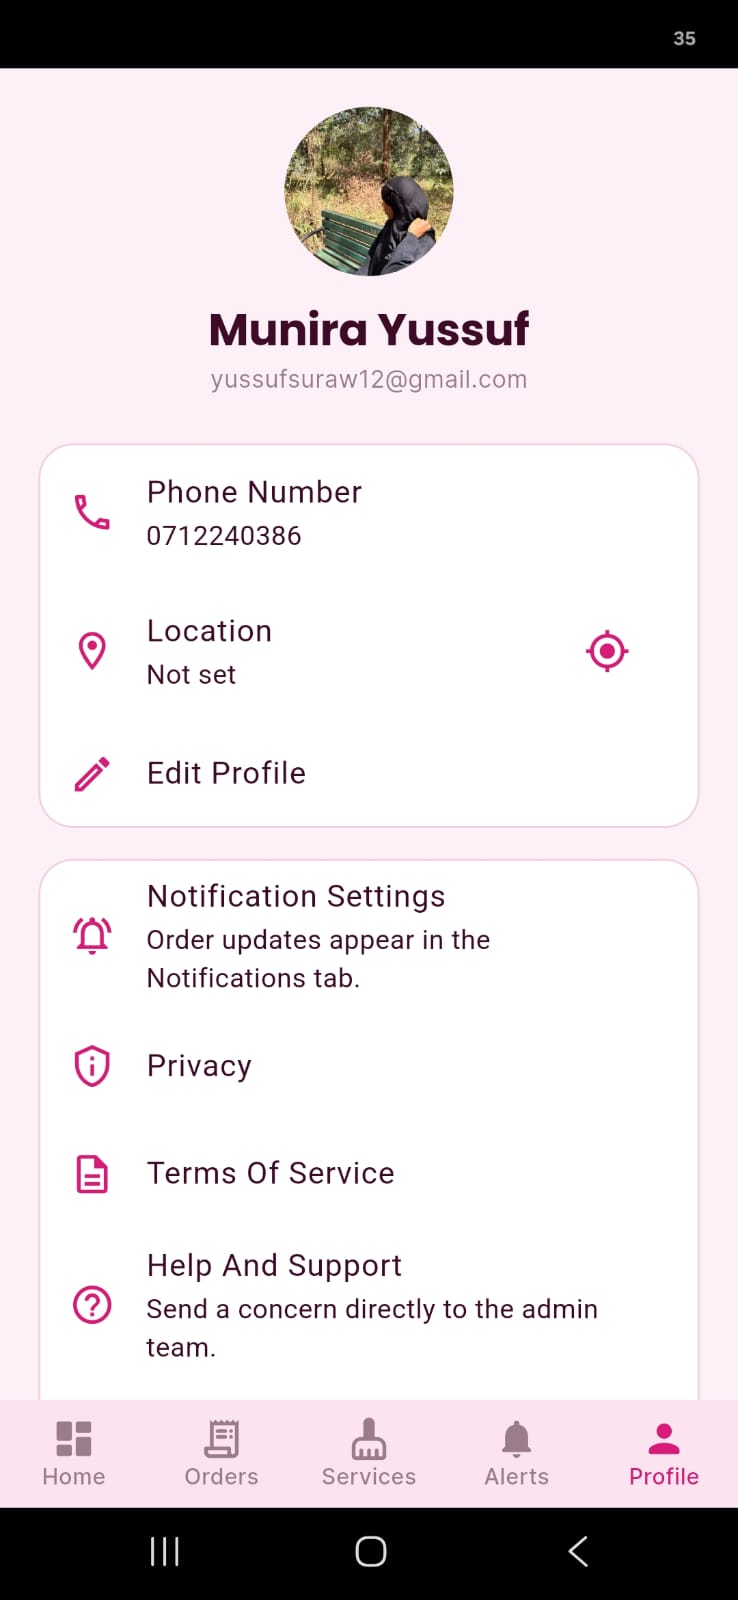 35
Munira Yussuf
yussufsuraw12@gmail.com
Phone Number
0712240386
Location
Not set
Edit Profile
Notification Settings
Order updates appear in the
Notifications tab.
Privacy
Terms Of Service
Help And Support
Send a concern directly to the admin
team.
Home
Orders
Services
Alerts
Profile